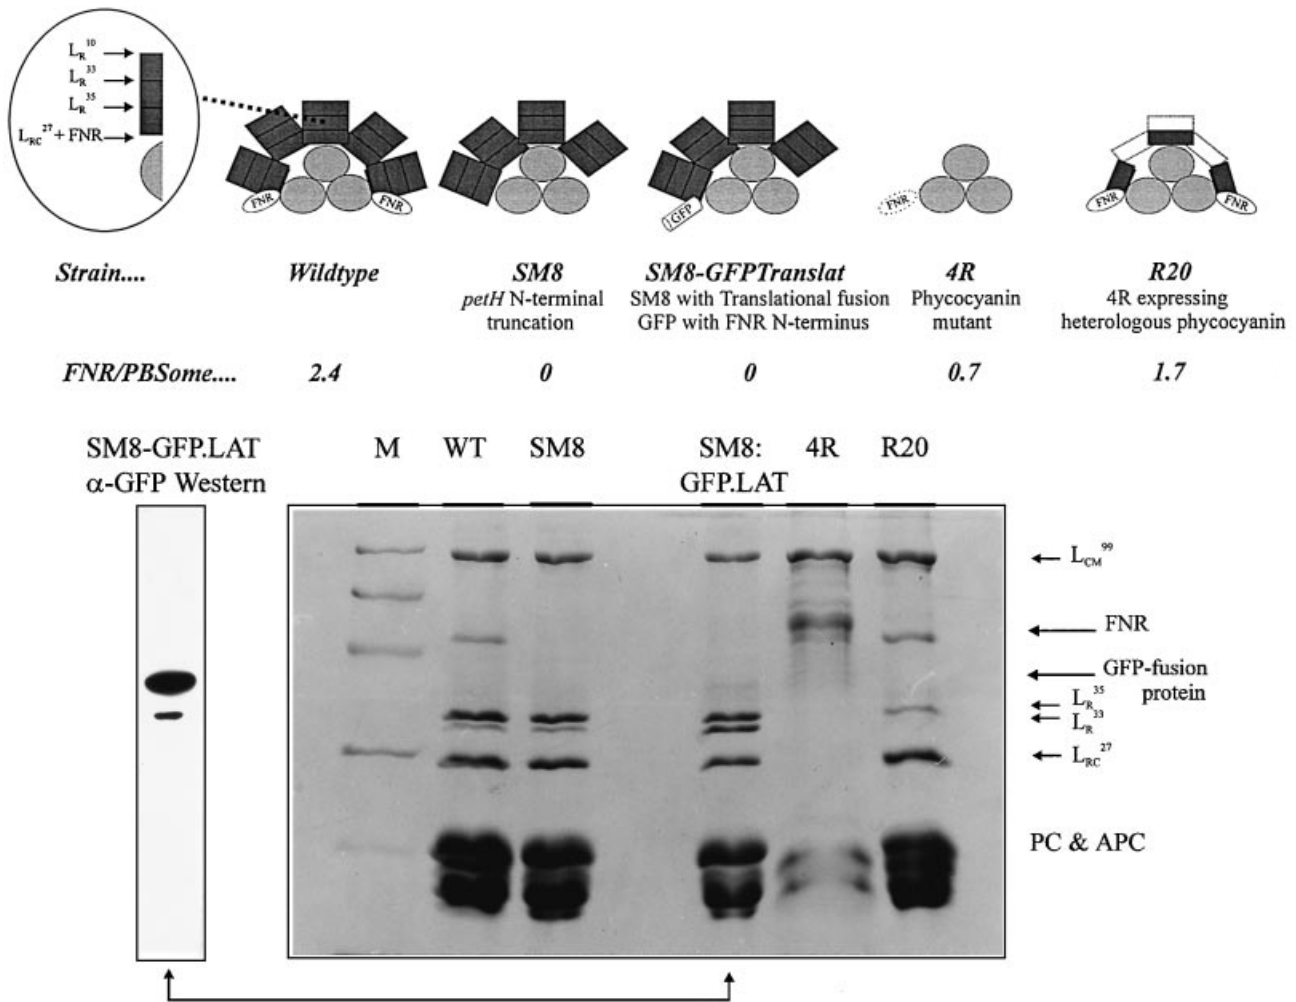 L_R^10
L_R^33
L_R^35
L_RC^27 + FNR
FNR FNR
GFP
FNR
FNR FNR
Strain.... Wildtype SM8 SM8-GFPTranslat 4R R20
petH N-terminal SM8 with Translational fusion Phycocyanin 4R expressing
truncation GFP with FNR N-terminus mutant heterologous phycocyanin
FNR/PBSome.... 2.4 0 0 0.7 1.7
SM8-GFP.LAT
α-GFP Western
M WT SM8 SM8: 4R R20
GFP.LAT
L_CM^99
FNR
GFP-fusion
protein
L_R^35
L_R^33
L_RC^27
PC & APC